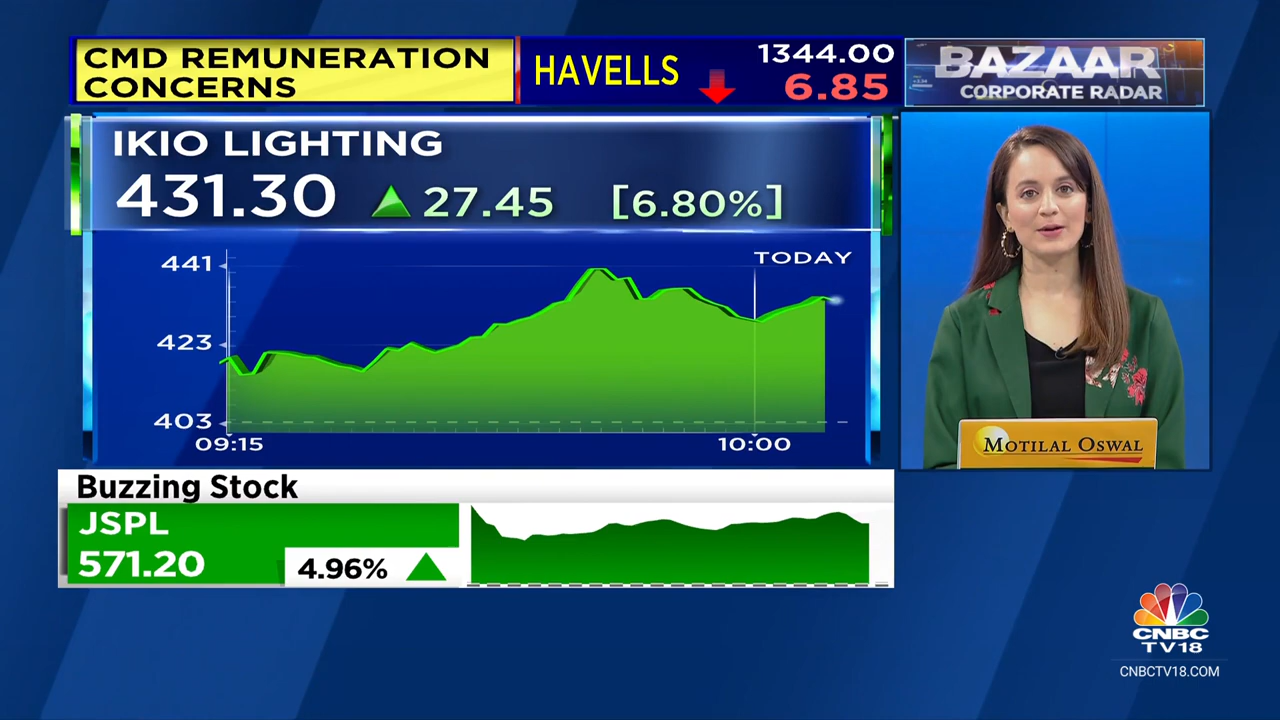 CMD REMUNERATION
CONCERNS
HAVELLS
1344.00
6.85
BAZAAR
CORPORATE RADAR
IKIO LIGHTING
431.30 27.45 [6.80%]
TODAY
441
423
403
09:15 10:00
MOTILAL OSWAL
Buzzing Stock
JSPL
571.20 4.96%
CNBC
TV18
CNBCTV18.COM